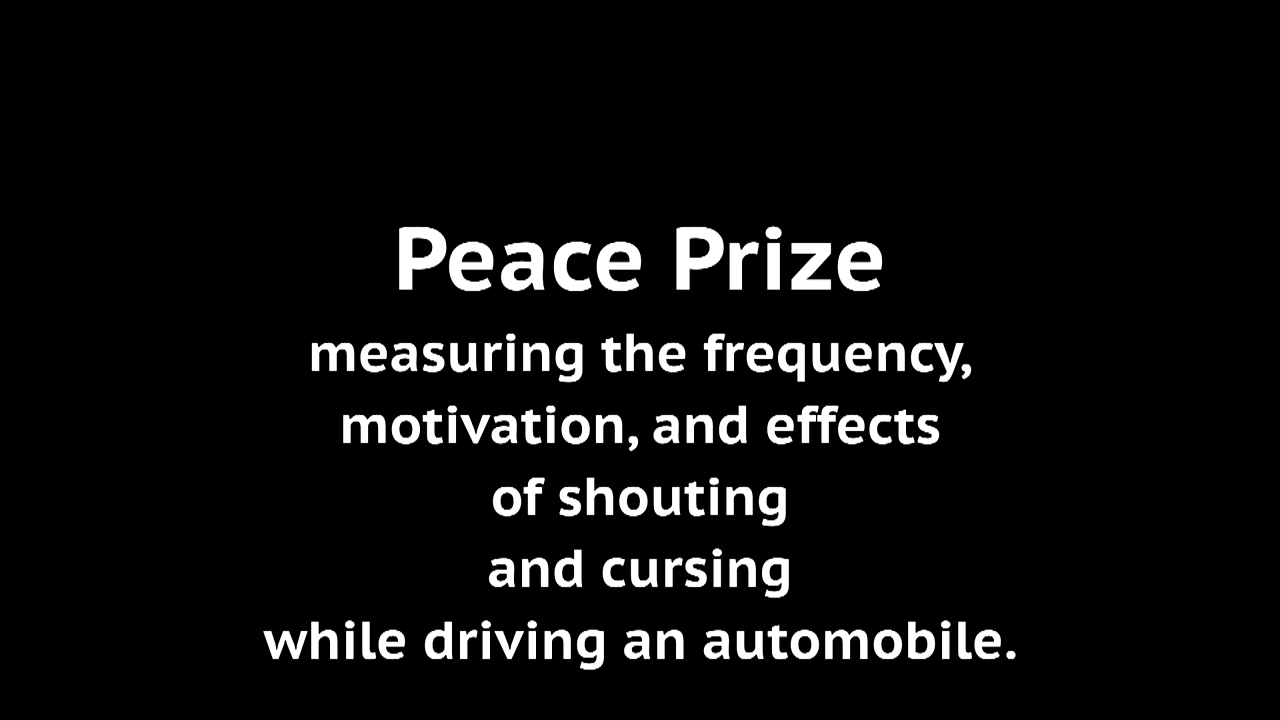 Peace Prize
measuring the frequency,
motivation, and effects
of shouting
and cursing
while driving an automobile.